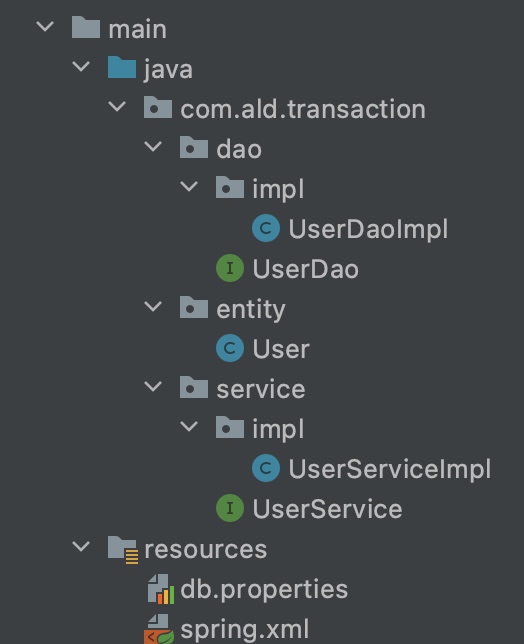 main
java
com.ald.transaction
dao
impl
C UserDaoImpl
I UserDao
entity
C User
service
impl
C UserServiceImpl
I UserService
resources
db.properties
spring.xml